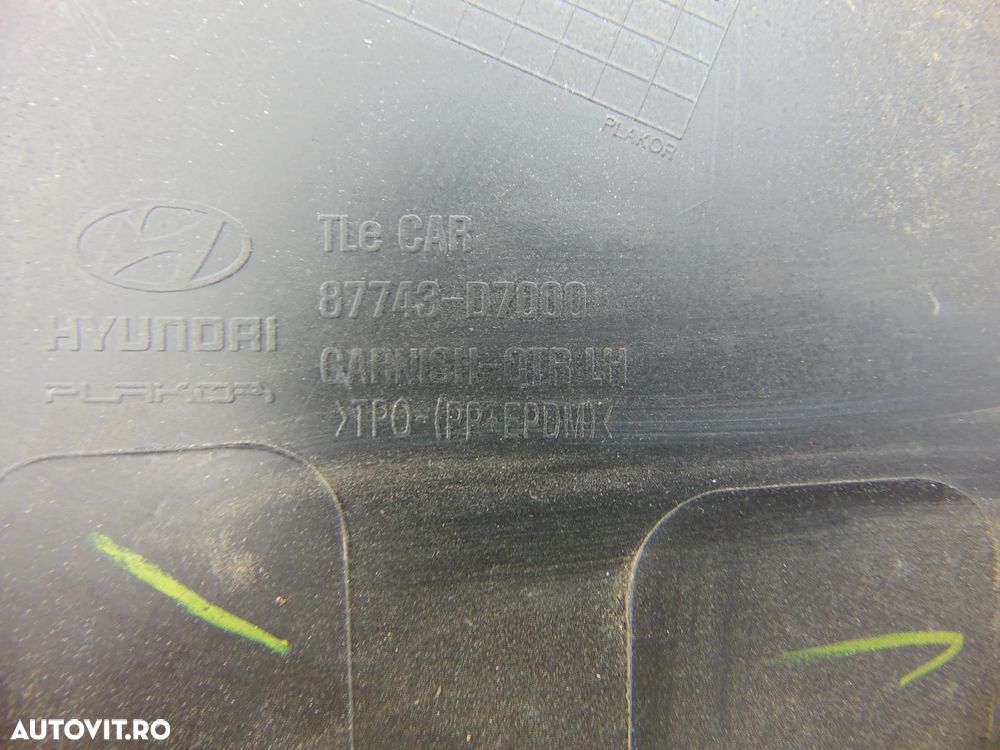 PLAKOR
TLe CAR
87743-D7000
HYUNDAI
GARNISH-QTR LH
PLAKOR
>TPO-(PP+EPDM)<
AUTOVIT.RO